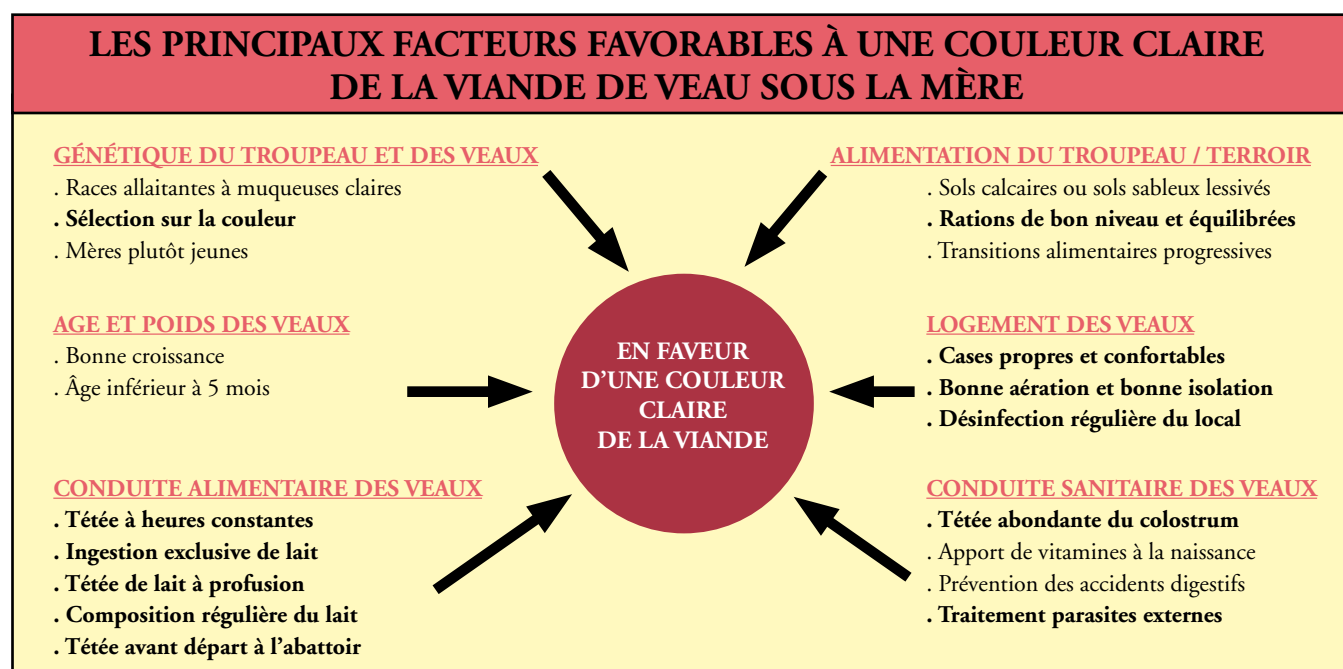 LES PRINCIPAUX FACTEURS FAVORABLES À UNE COULEUR CLAIRE
DE LA VIANDE DE VEAU SOUS LA MÈRE
GÉNÉTIQUE DU TROUPEAU ET DES VEAUX
. Races allaitantes à muqueuses claires
. Sélection sur la couleur
. Mères plutôt jeunes
ALIMENTATION DU TROUPEAU / TERROIR
. Sols calcaires ou sols sableux lessivés
. Rations de bon niveau et équilibrées
. Transitions alimentaires progressives
AGE ET POIDS DES VEAUX
. Bonne croissance
. Âge inférieur à 5 mois
EN FAVEUR
D’UNE COULEUR
CLAIRE
DE LA VIANDE
LOGEMENT DES VEAUX
. Cases propres et confortables
. Bonne aération et bonne isolation
. Désinfection régulière du local
CONDUITE ALIMENTAIRE DES VEAUX
. Tétée à heures constantes
. Ingestion exclusive de lait
. Tétée de lait à profusion
. Composition régulière du lait
. Tétée avant départ à l’abattoir
CONDUITE SANITAIRE DES VEAUX
. Tétée abondante du colostrum
. Apport de vitamines à la naissance
. Prévention des accidents digestifs
. Traitement parasites externes